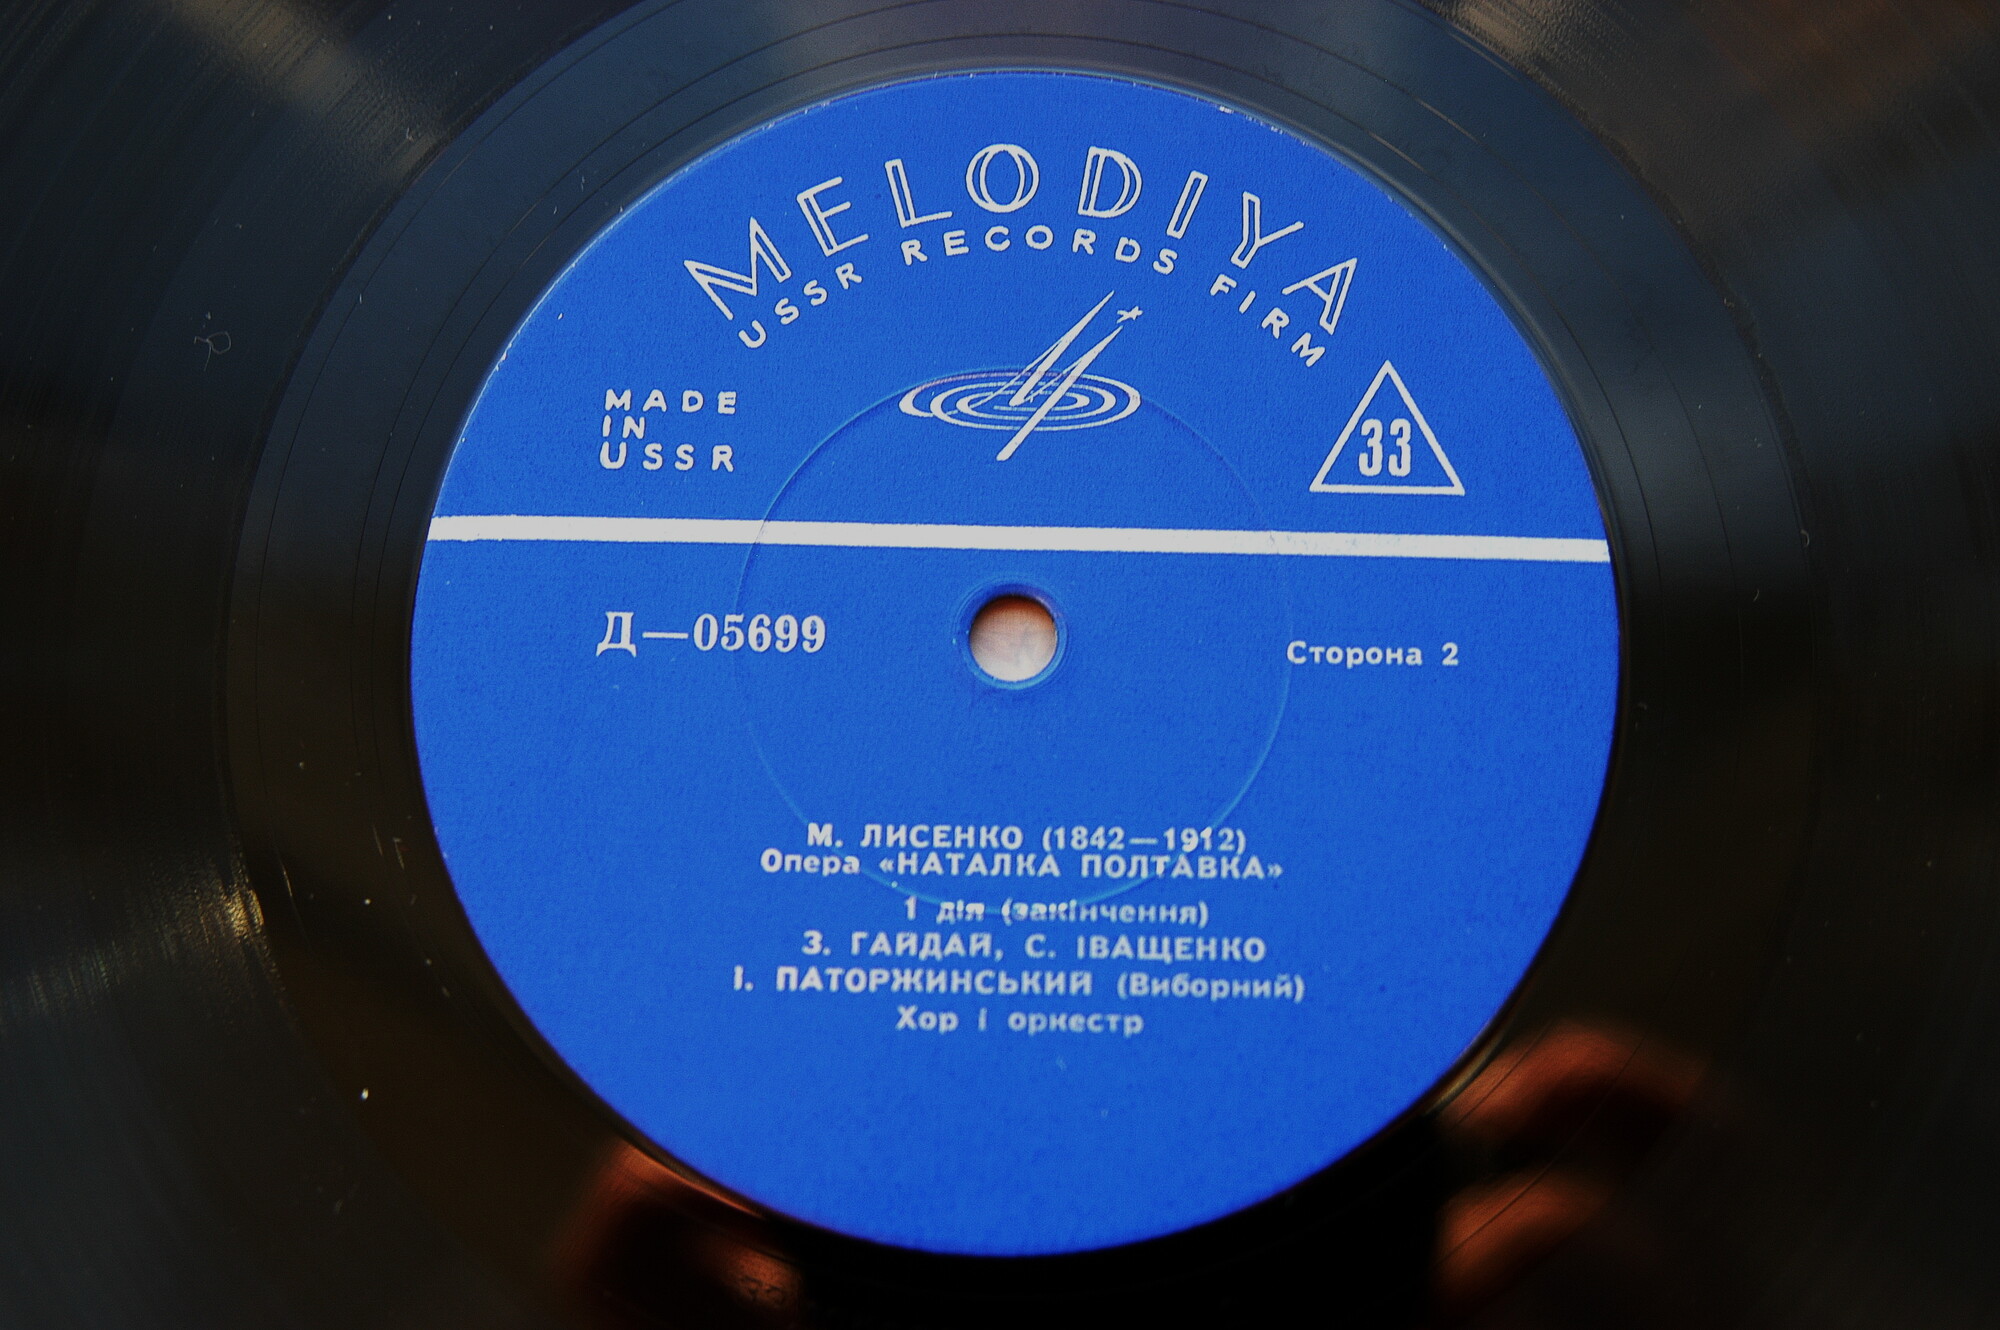 MELODIYA
USSR RECORDS FIRM
MADE
IN
USSR
33
Д—05699
Сторона 2
М. ЛИСЕНКО (1842—1912)
Опера «НАТАЛКА ПОЛТАВКА»
1 дія (закінчення)
З. ГАЙДАЙ, С. ІВАЩЕНКО
І. ПАТОРЖИНСЬКИЙ (Виборний)
Хор і оркестр